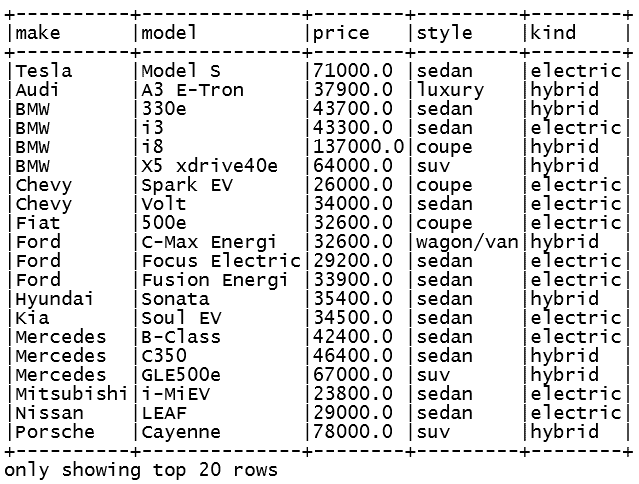 +----------+--------------+--------+---------+--------+
|make      |model         |price   |style    |kind    |
+----------+--------------+--------+---------+--------+
|Tesla     |Model S       |71000.0 |sedan    |electric|
|Audi      |A3 E-Tron     |37900.0 |luxury   |hybrid  |
|BMW       |330e          |43700.0 |sedan    |hybrid  |
|BMW       |i3            |43300.0 |sedan    |electric|
|BMW       |i8            |137000.0|coupe    |hybrid  |
|BMW       |X5 xdrive40e  |64000.0 |suv      |hybrid  |
|Chevy     |Spark EV      |26000.0 |coupe    |electric|
|Chevy     |Volt          |34000.0 |sedan    |electric|
|Fiat      |500e          |32600.0 |coupe    |electric|
|Ford      |C-Max Energi  |32600.0 |wagon/van|hybrid  |
|Ford      |Focus Electric|29200.0 |sedan    |electric|
|Ford      |Fusion Energi |33900.0 |sedan    |electric|
|Hyundai   |Sonata        |35400.0 |sedan    |hybrid  |
|Kia       |Soul EV       |34500.0 |sedan    |electric|
|Mercedes  |B-Class       |42400.0 |sedan    |electric|
|Mercedes  |C350          |46400.0 |sedan    |hybrid  |
|Mercedes  |GLE500e       |67000.0 |suv      |hybrid  |
|Mitsubishi|i-MiEV        |23800.0 |sedan    |electric|
|Nissan    |LEAF          |29000.0 |sedan    |electric|
|Porsche   |Cayenne       |78000.0 |suv      |hybrid  |
+----------+--------------+--------+---------+--------+
only showing top 20 rows